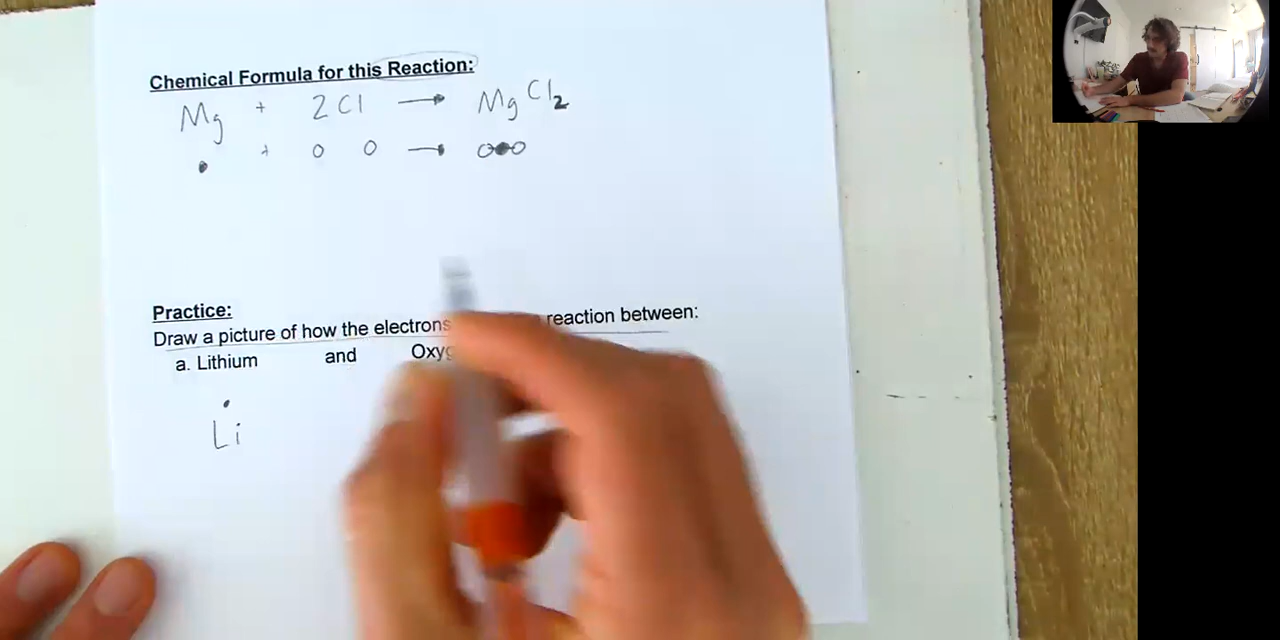 Chemical Formula for this Reaction:
Mg + 2Cl → MgCl₂
+ →
Practice:
Draw a picture of how the electrons reaction between:
a. Lithium and Oxyg
Li